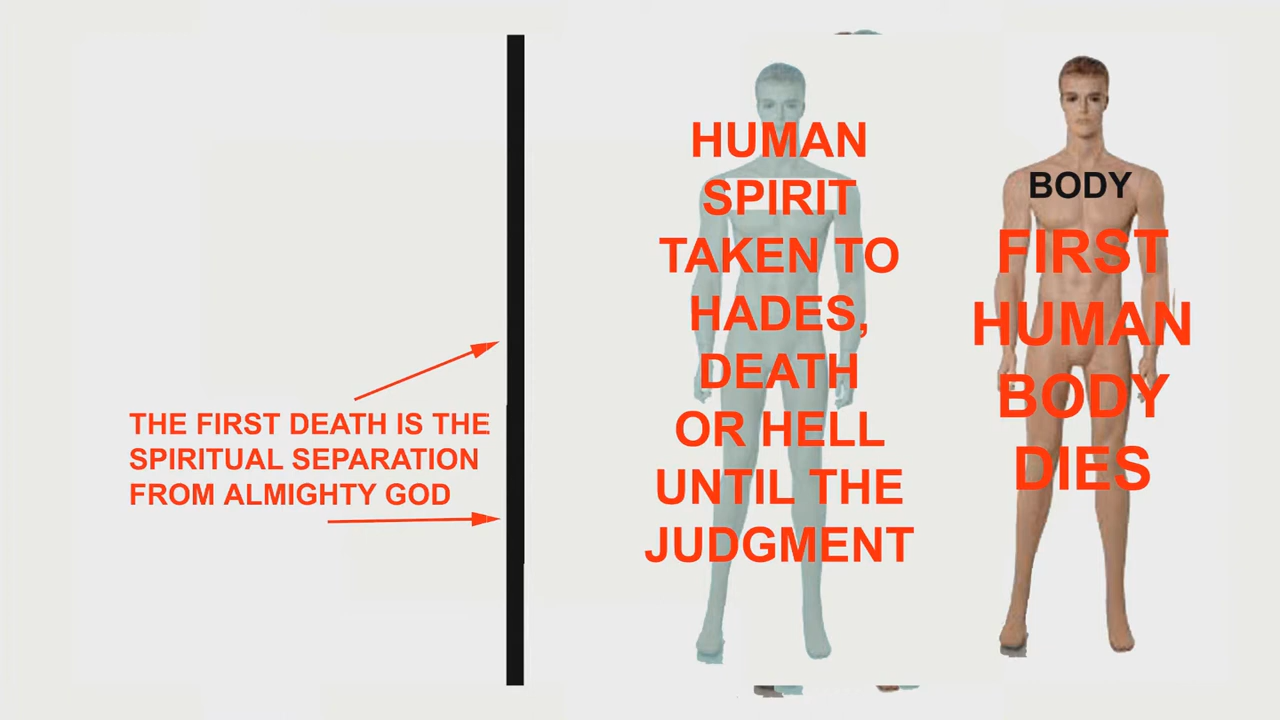 THE FIRST DEATH IS THE
SPIRITUAL SEPARATION
FROM ALMIGHTY GOD
HUMAN
SPIRIT
TAKEN TO
HADES,
DEATH
OR HELL
UNTIL THE
JUDGMENT
BODY
FIRST
HUMAN
BODY
DIES